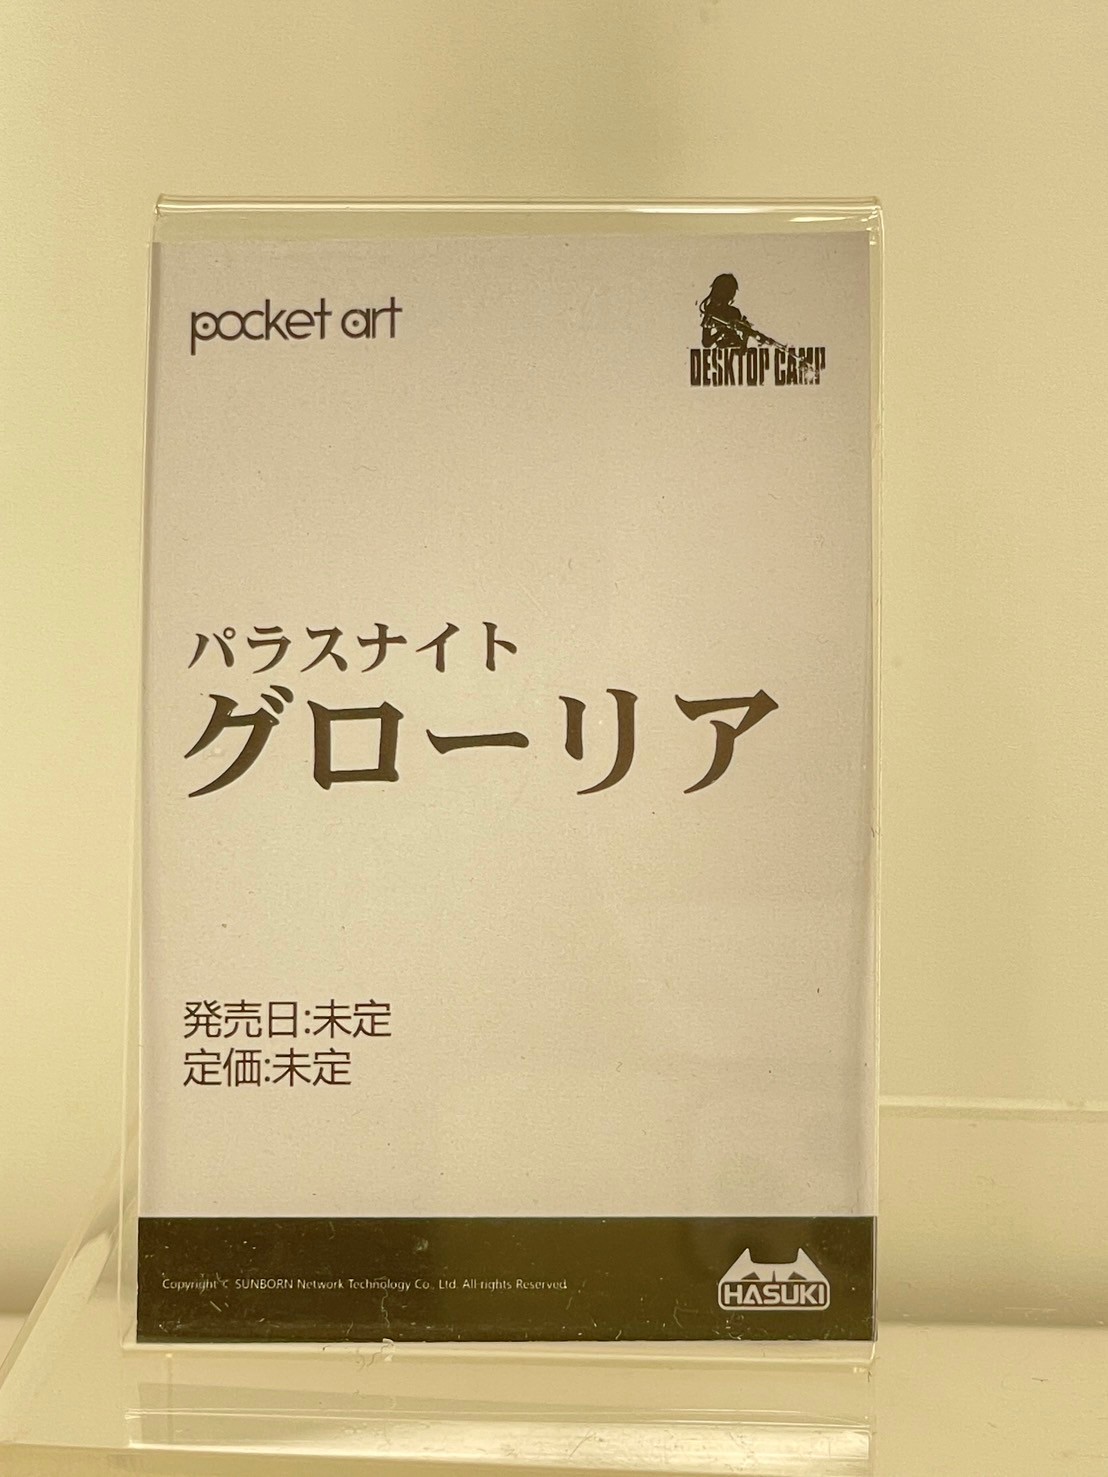 pocket art
DESKTOP CAMP
パラスナイト
グローリア
発売日:未定
定価:未定
Copyright © SUNBORN Network Technology Co., Ltd. All rights Reserved.
HASUKI